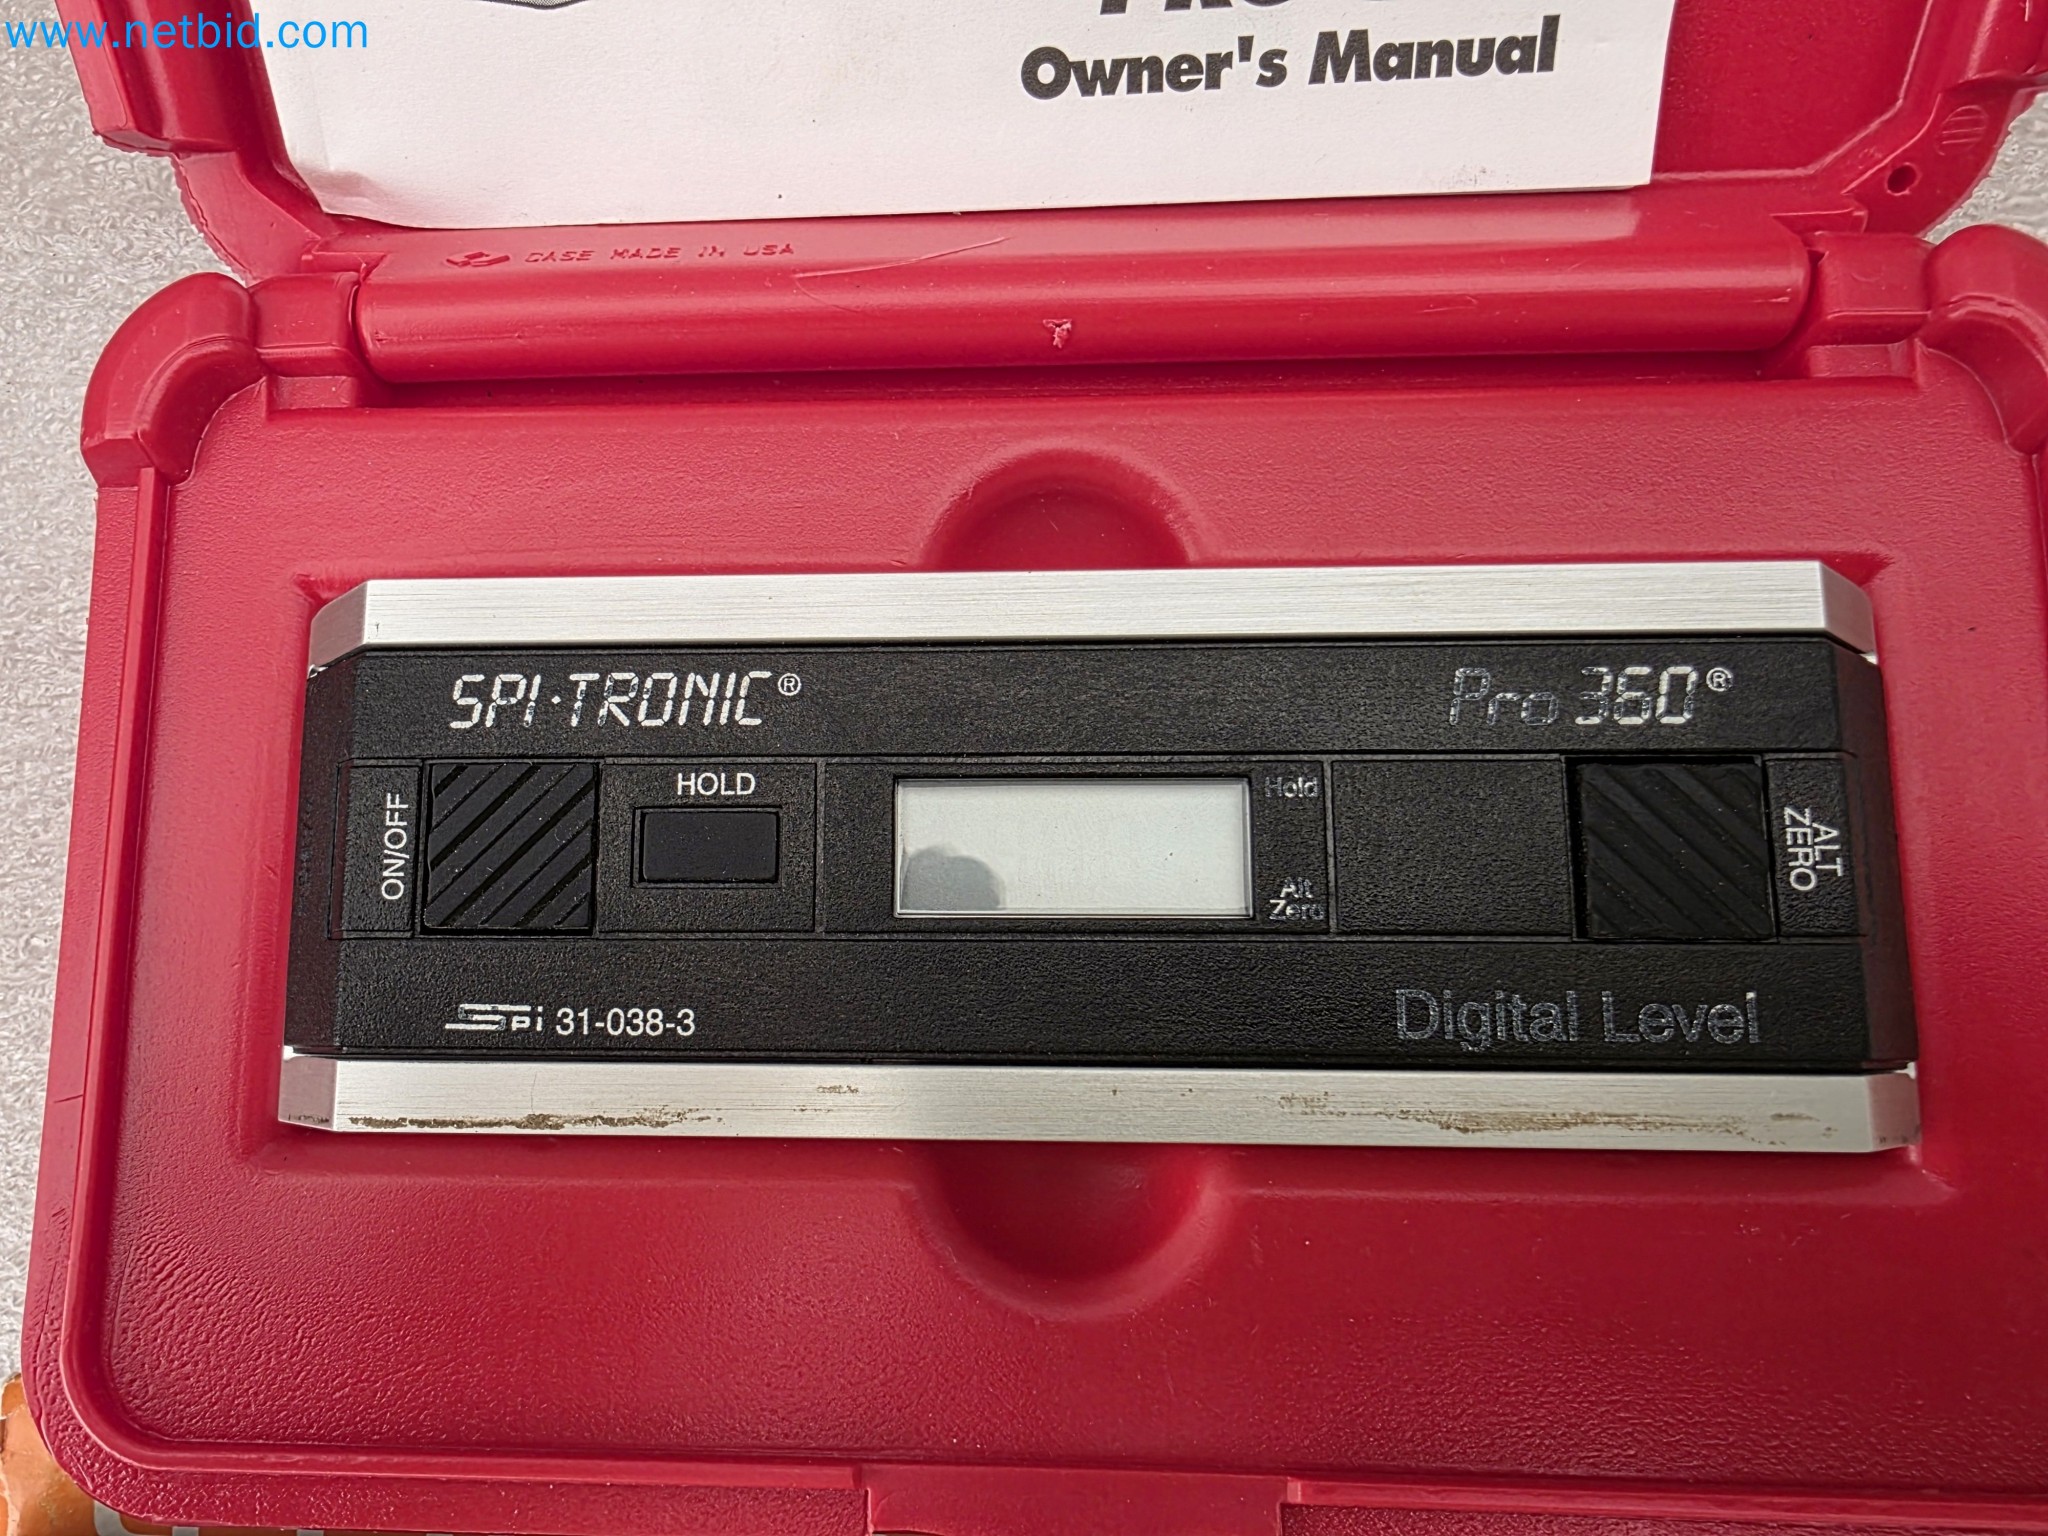 www.netbid.com
Owner's Manual
CASE MADE IN USA
SPI-TRONIC®
Pro 360®
ON/OFF
HOLD
Hold
Alt
Zero
ALT
ZERO
SPi 31-038-3
Digital Level